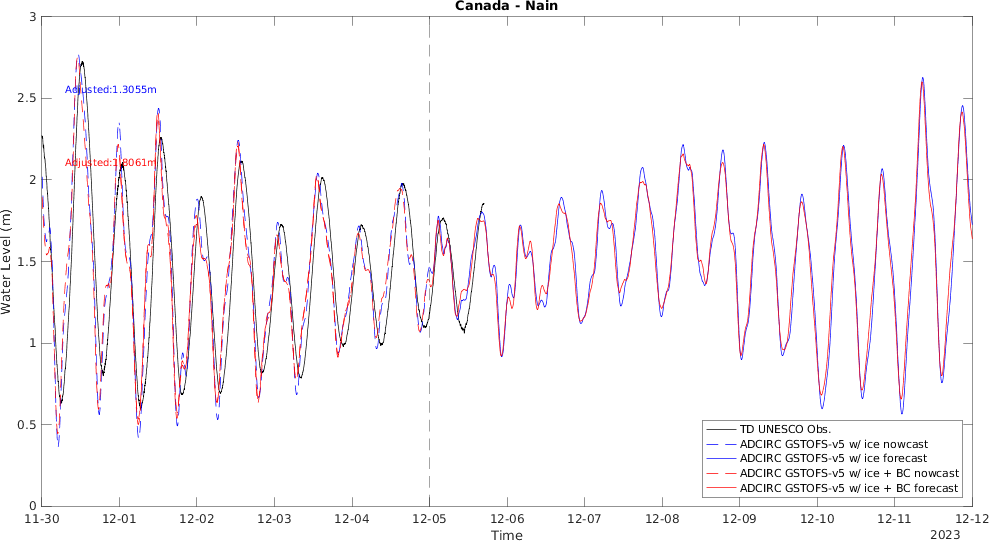 Canada - Nain
3
2.5
2
1.5
1
0.5
0
Water Level (m)
Adjusted:1.3055m
Adjusted:1.3061m
11-30 12-01 12-02 12-03 12-04 12-05 12-06 12-07 12-08 12-09 12-10 12-11 12-12
Time
2023
TD UNESCO Obs.
ADCIRC GSTOFS-v5 w/ ice nowcast
ADCIRC GSTOFS-v5 w/ ice forecast
ADCIRC GSTOFS-v5 w/ ice + BC nowcast
ADCIRC GSTOFS-v5 w/ ice + BC forecast